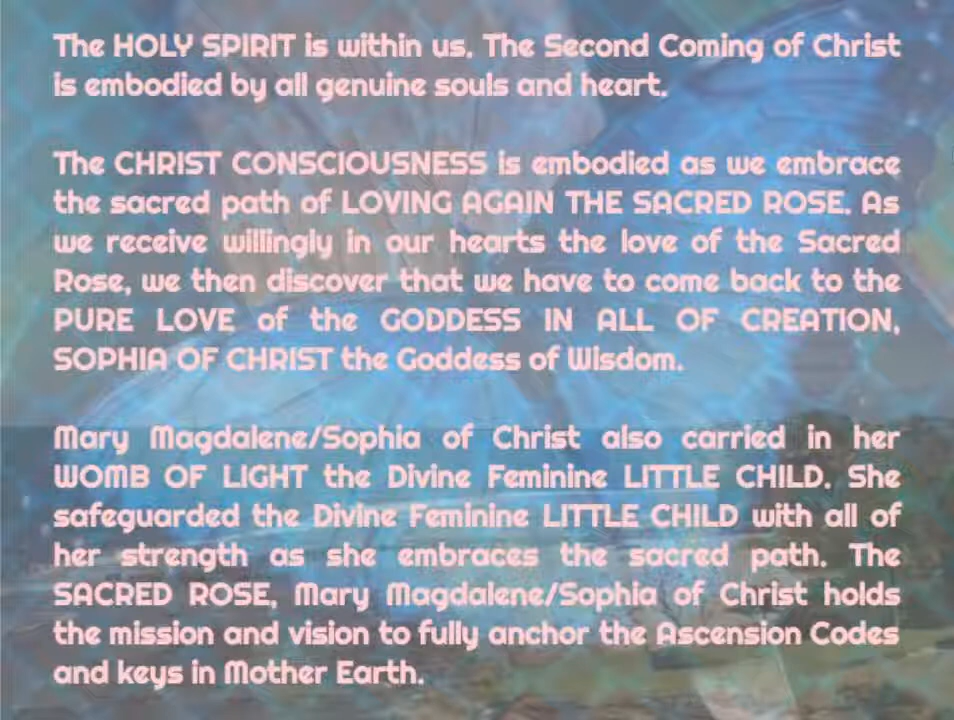 The HOLY SPIRIT is within us. The Second Coming of Christ
is embodied by all genuine souls and heart.
The CHRIST CONSCIOUSNESS is embodied as we embrace
the sacred path of LOVING AGAIN THE SACRED ROSE. As
we receive willingly in our hearts the love of the Sacred
Rose, we then discover that we have to come back to the
PURE LOVE of the GODDESS IN ALL OF CREATION,
SOPHIA OF CHRIST the Goddess of Wisdom.
Mary Magdalene/Sophia of Christ also carried in her
WOMB OF LIGHT the Divine Feminine LITTLE CHILD. She
safeguarded the Divine Feminine LITTLE CHILD with all of
her strength as she embraces the sacred path. The
SACRED ROSE, Mary Magdalene/Sophia of Christ holds
the mission and vision to fully anchor the Ascension Codes
and keys in Mother Earth.